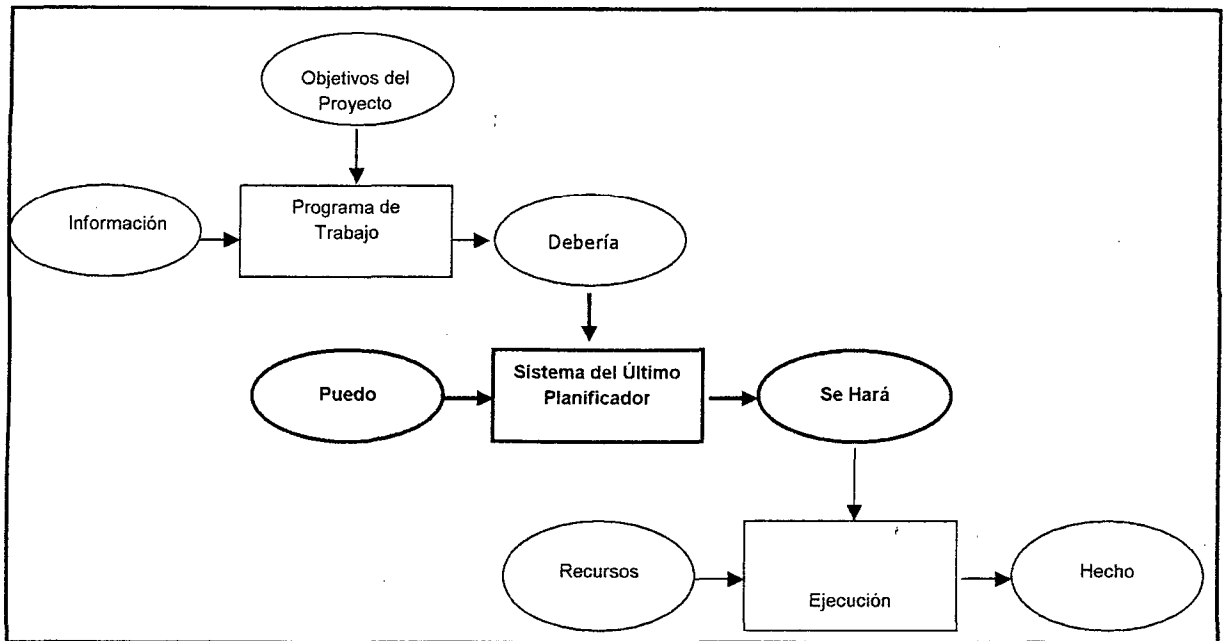 Objetivos del
Proyecto
Información
Programa de
Trabajo
Debería
Puedo
Sistema del Último
Planificador
Se Hará
Recursos
Ejecución
Hecho